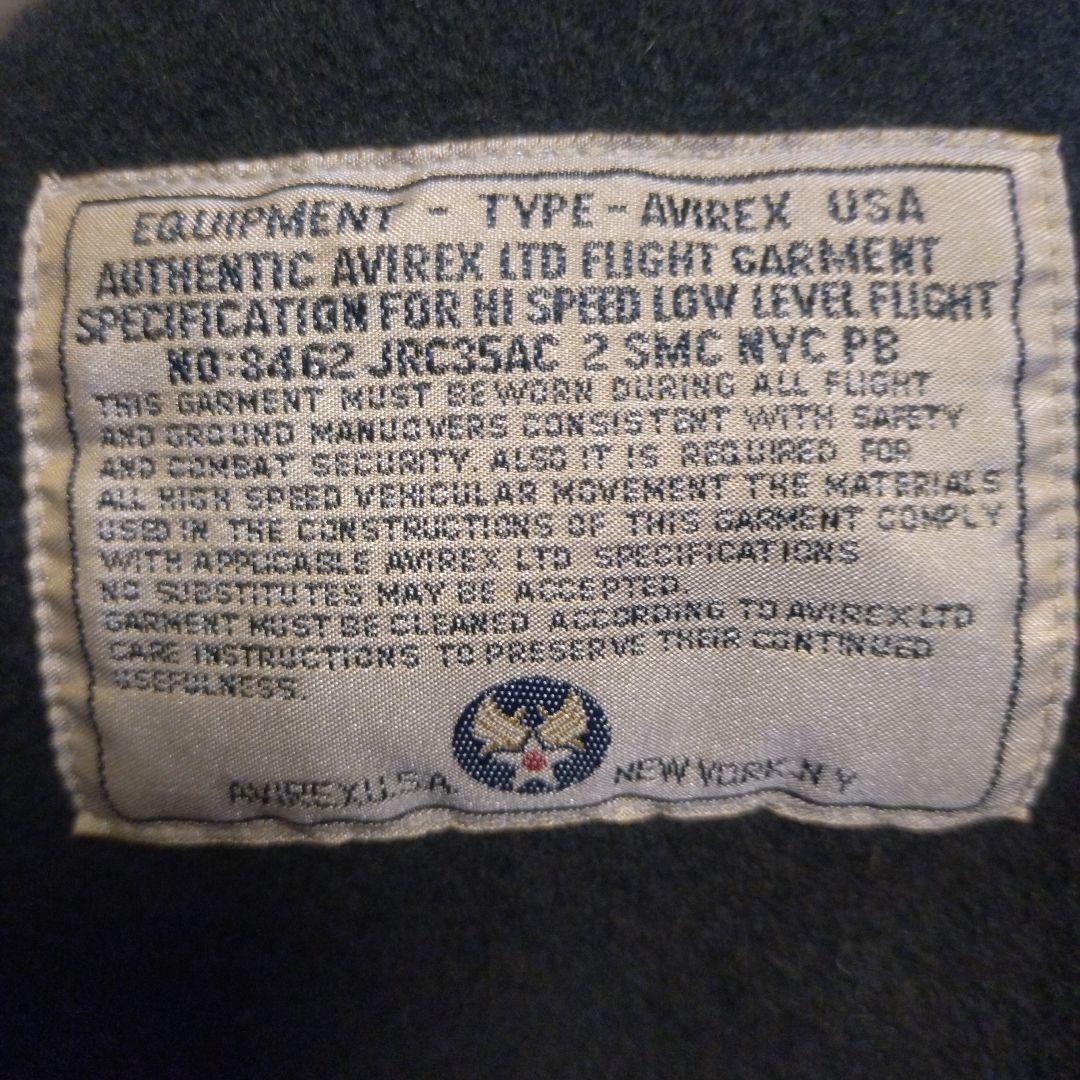 EQUIPMENT - TYPE - AVIREX USA
AUTHENTIC AVIREX LTD FLIGHT GARMENT
SPECIFICATION FOR HI SPEED LOW LEVEL FLIGHT
NO:8462 JRC35AC 2 SMC NYC PB
THIS GARMENT MUST BE WORN DURING ALL FLIGHT
AND GROUND MANUOVERS CONSISTENT WITH SAFETY
AND COMBAT SECURITY. ALSO IT IS REQUIRED FOR
ALL HIGH SPEED VEHICULAR MOVEMENT THE MATERIALS
USED IN THE CONSTRUCTIONS OF THIS GARMENT COMPLY
WITH APPLICABLE AVIREX LTD SPECIFICATIONS
NO SUBSTITUTES MAY BE ACCEPTED.
GARMENT MUST BE CLEANED ACCORDING TO AVIREX LTD
CARE INSTRUCTIONS TO PRESERVE THEIR CONTINUED
USEFULNESS.
AVIREX U.S.A. NEW YORK-N Y